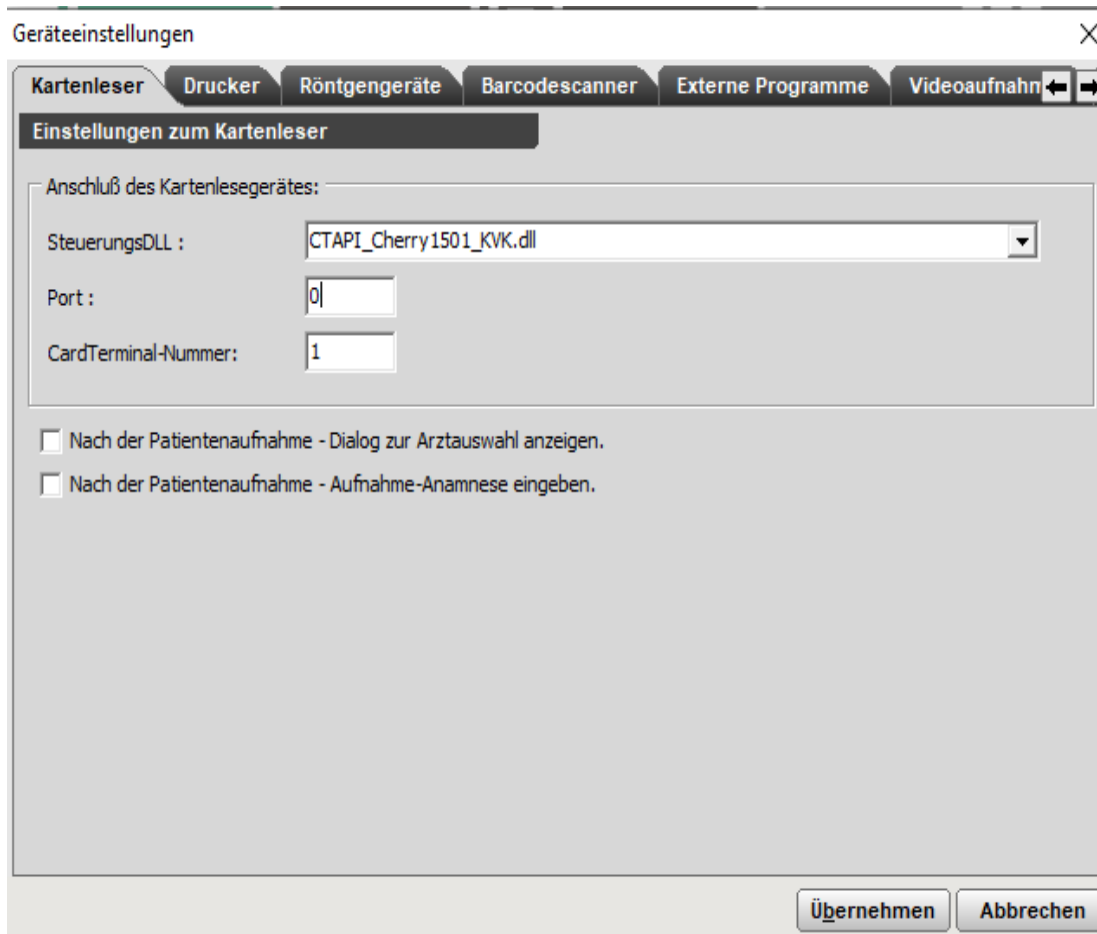 Geräteeinstellungen
Kartenleser Drucker Röntgengeräte Barcodescanner Externe Programme Videoaufnahm
Einstellungen zum Kartenleser
Anschluß des Kartenlesegerätes:
SteuerungsDLL : CTAPI_Cherry1501_KVK.dll
Port : 0
CardTerminal-Nummer: 1
Nach der Patientenaufnahme - Dialog zur Arztauswahl anzeigen.
Nach der Patientenaufnahme - Aufnahme-Anamnese eingeben.
Übernehmen Abbrechen